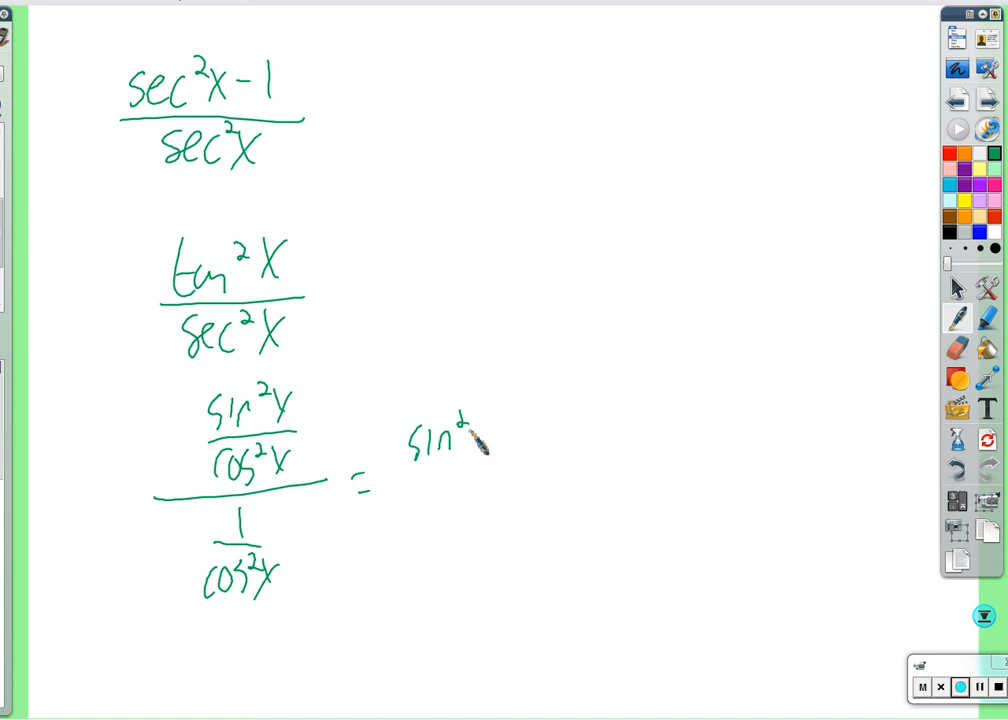 sec²x - 1
sec²x
tan²x
sec²x
sin²x
cos²x
= sin²
1
cos²x